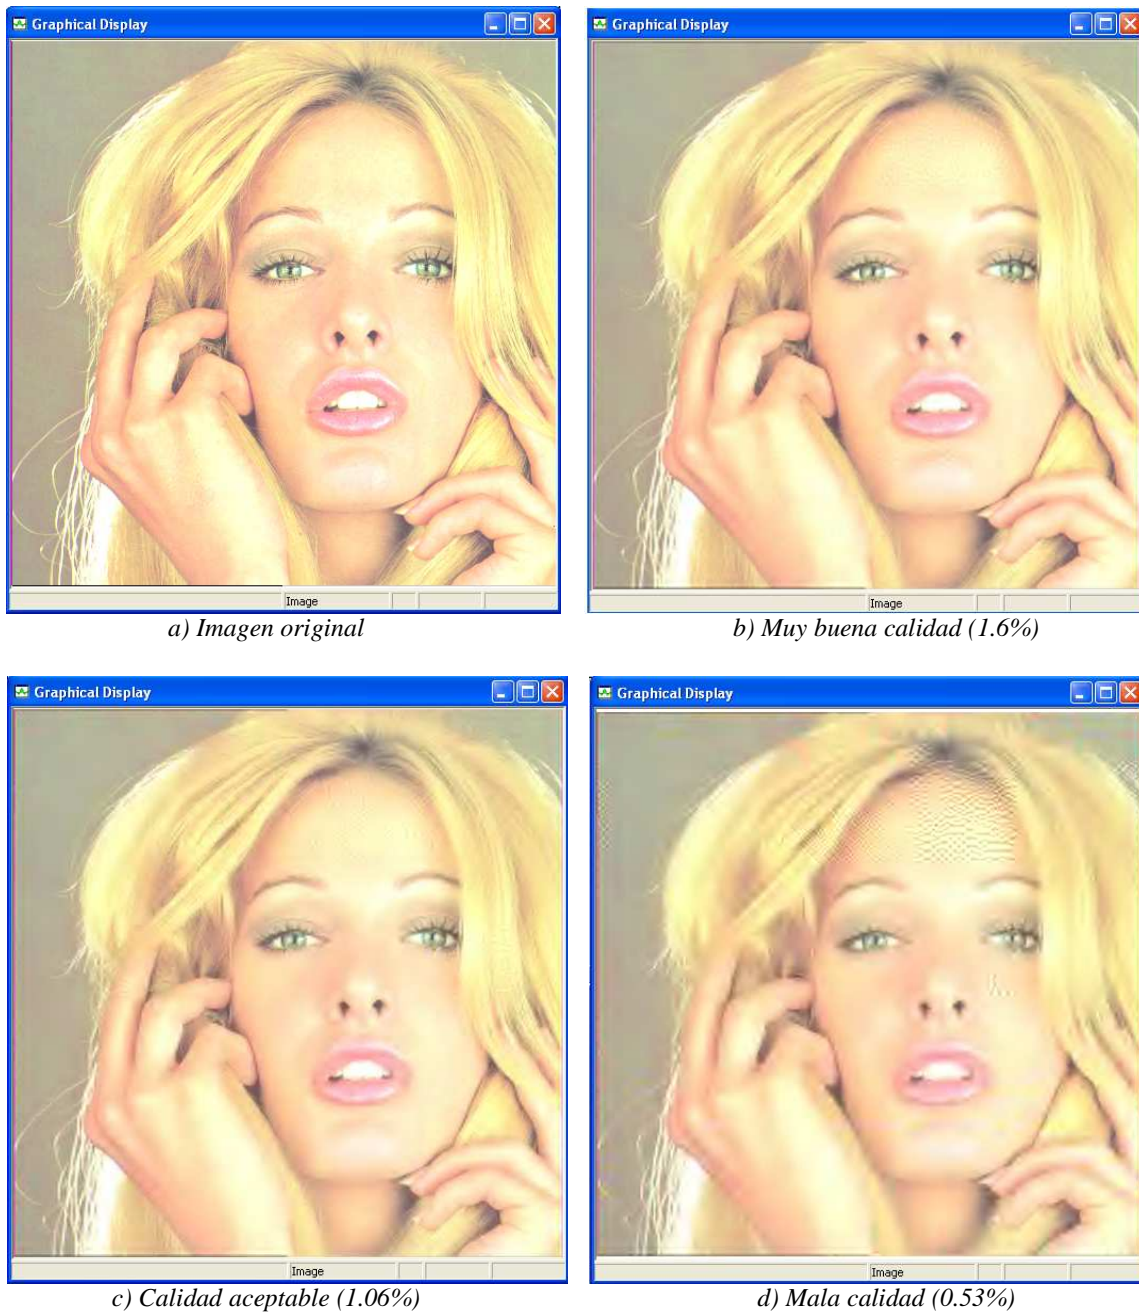 Graphical Display
Graphical Display
Image
Image
a) Imagen original
b) Muy buena calidad (1.6%)
Graphical Display
Graphical Display
Image
Image
c) Calidad aceptable (1.06%)
d) Mala calidad (0.53%)